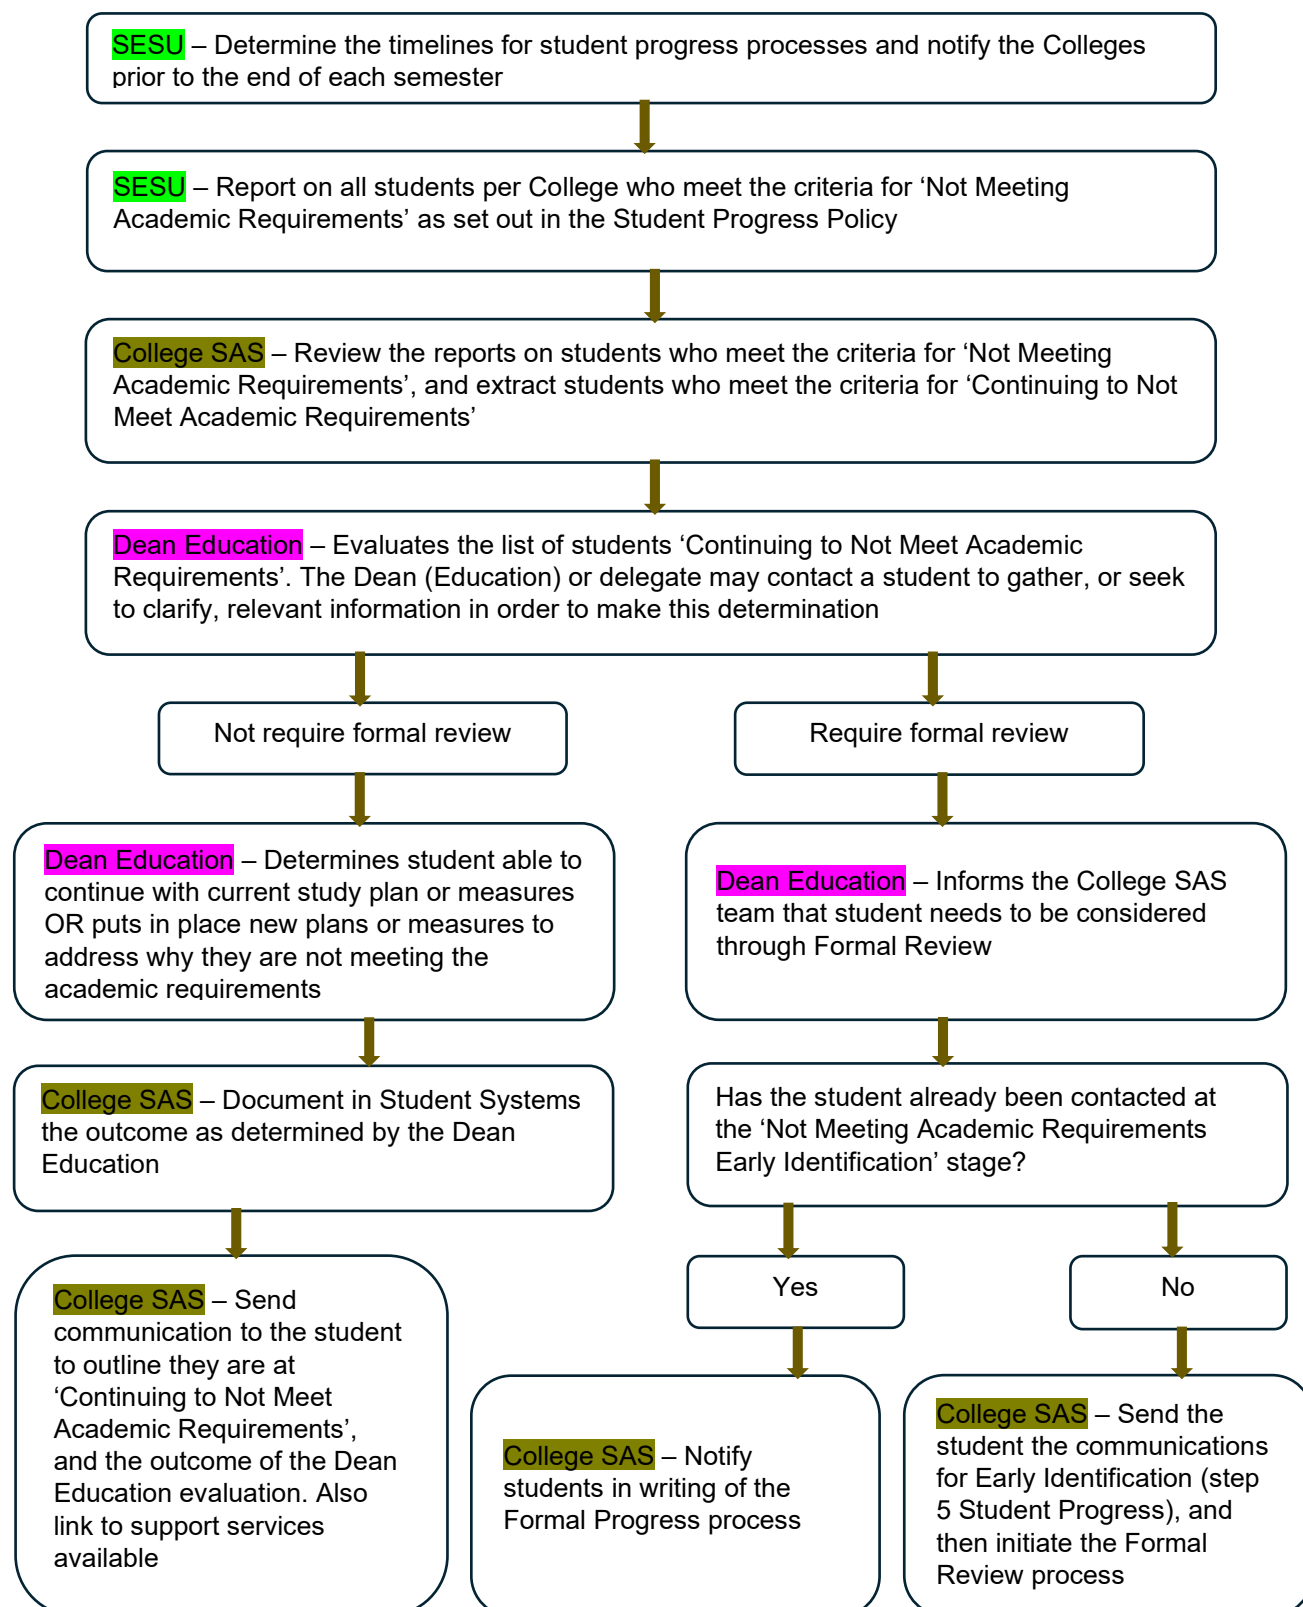 SESU – Determine the timelines for student progress processes and notify the Colleges
prior to the end of each semester
SESU – Report on all students per College who meet the criteria for ‘Not Meeting
Academic Requirements’ as set out in the Student Progress Policy
College SAS – Review the reports on students who meet the criteria for ‘Not Meeting
Academic Requirements’, and extract students who meet the criteria for ‘Continuing to Not
Meet Academic Requirements’
Dean Education – Evaluates the list of students ‘Continuing to Not Meet Academic
Requirements’. The Dean (Education) or delegate may contact a student to gather, or seek
to clarify, relevant information in order to make this determination
Not require formal review
Require formal review
Dean Education – Determines student able to
continue with current study plan or measures
OR puts in place new plans or measures to
address why they are not meeting the
academic requirements
Dean Education – Informs the College SAS
team that student needs to be considered
through Formal Review
College SAS – Document in Student Systems
the outcome as determined by the Dean
Education
Has the student already been contacted at
the ‘Not Meeting Academic Requirements
Early Identification’ stage?
College SAS – Send
communication to the student
to outline they are at
‘Continuing to Not Meet
Academic Requirements’,
and the outcome of the Dean
Education evaluation. Also
link to support services
available
Yes
No
College SAS – Notify
students in writing of the
Formal Progress process
College SAS – Send the
student the communications
for Early Identification (step
5 Student Progress), and
then initiate the Formal
Review process